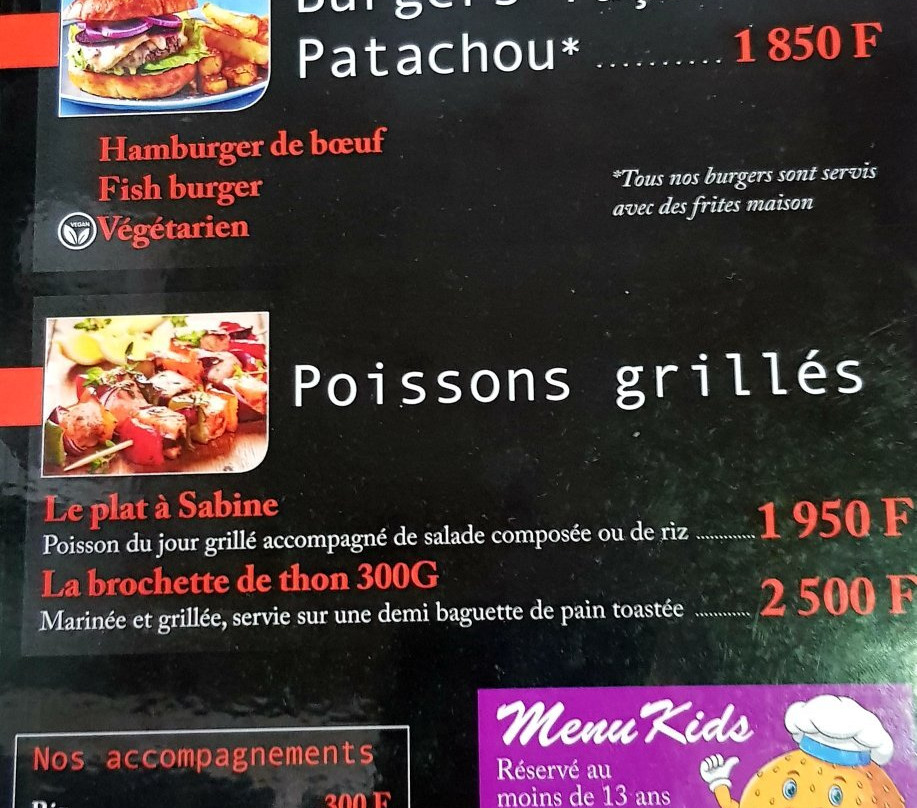 Burgers
Patachou* .......... 1 850 F
Hamburger de bœuf
Fish burger
VEGAN Végétarien
*Tous nos burgers sont servis
avec des frites maison
Poissons grillés
Le plat à Sabine
Poisson du jour grillé accompagné de salade composée ou de riz ............ 1 950 F
La brochette de thon 300G
Marinée et grillée, servie sur une demi baguette de pain toastée ........... 2 500 F
Nos accompagnements
300 F
Menu Kids
Réservé au
moins de 13 ans